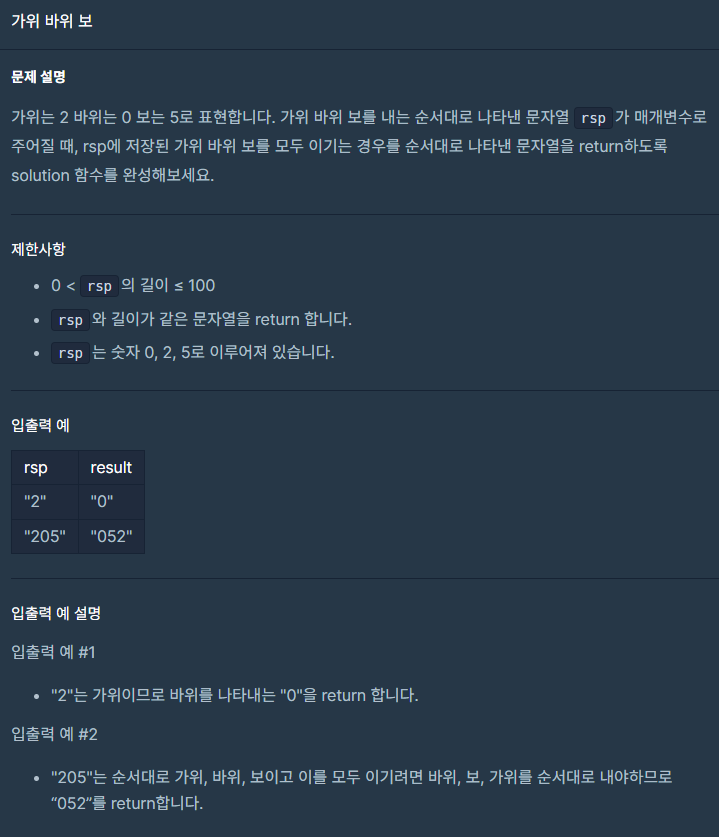 가위 바위 보
문제 설명
가위는 2 바위는 0 보는 5로 표현합니다. 가위 바위 보를 내는 순서대로 나타낸 문자열 rsp가 매개변수로
주어질 때, rsp에 저장된 가위 바위 보를 모두 이기는 경우를 순서대로 나타낸 문자열을 return하도록
solution 함수를 완성해보세요.
제한사항
• 0 < rsp의 길이 ≤ 100
• rsp와 길이가 같은 문자열을 return 합니다.
• rsp는 숫자 0, 2, 5로 이루어져 있습니다.
입출력 예
rsp result
"2" "0"
"205" "052"
입출력 예 설명
입출력 예 #1
• "2"는 가위이므로 바위를 나타내는 "0"을 return 합니다.
입출력 예 #2
• "205"는 순서대로 가위, 바위, 보이고 이를 모두 이기려면 바위, 보, 가위를 순서대로 내야하므로
“052”를 return합니다.